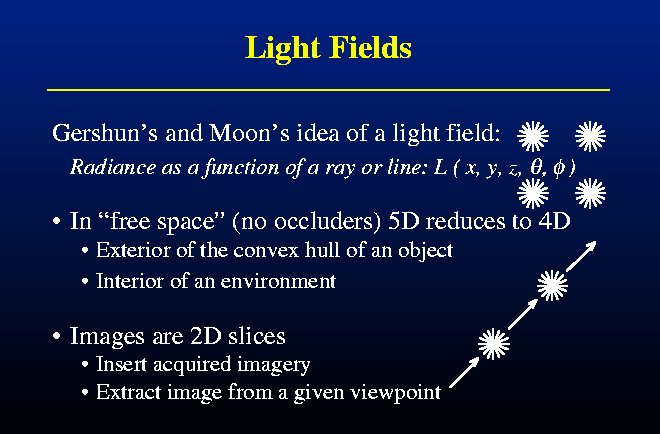 Light Fields
Gershun’s and Moon’s idea of a light field:
Radiance as a function of a ray or line: L ( x, y, z, θ, ϕ )
• In “free space” (no occluders) 5D reduces to 4D
• Exterior of the convex hull of an object
• Interior of an environment
• Images are 2D slices
• Insert acquired imagery
• Extract image from a given viewpoint